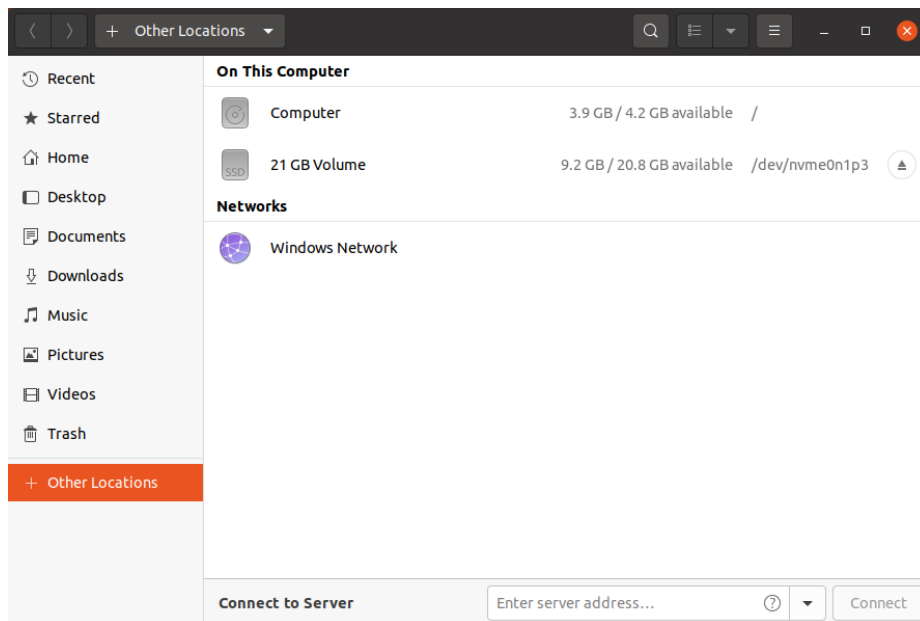 Other Locations
Recent
Starred
Home
Desktop
Documents
Downloads
Music
Pictures
Videos
Trash
Other Locations
On This Computer
Computer 3.9 GB / 4.2 GB available /
SSD 21 GB Volume 9.2 GB / 20.8 GB available /dev/nvme0n1p3
Networks
Windows Network
Connect to Server Enter server address... ? Connect